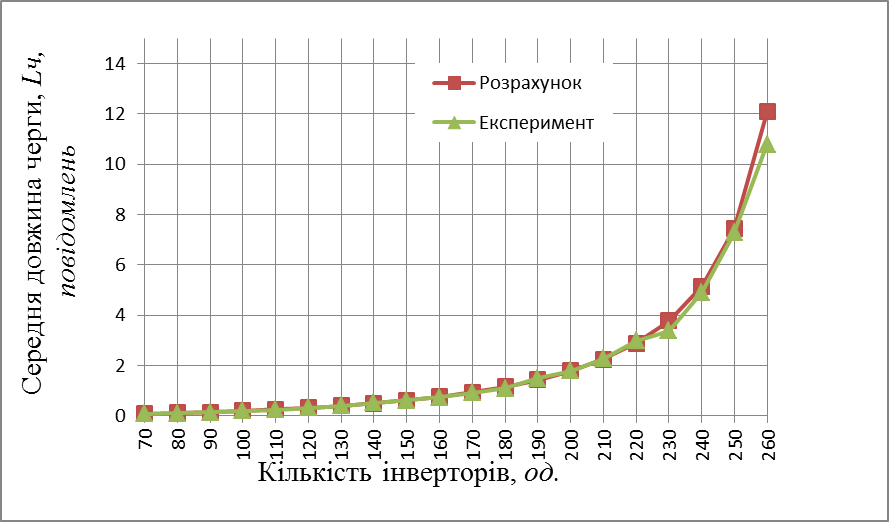 Середня довжина черги, Lч,
повідомлень
14
12
10
8
6
4
2
0
Розрахунок
Експеримент
70 80 90 100 110 120 130 140 150 160 170 180 190 200 210 220 230 240 250 260
Кількість інверторів, од.